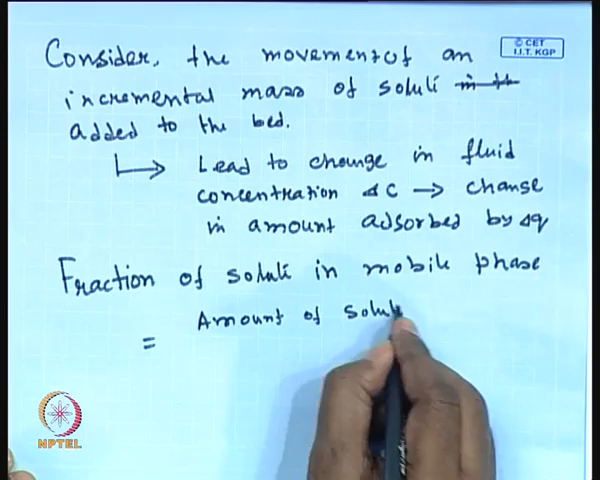 © CET
I.I.T. KGP
Consider, the movement of an
incremental mass of solute
added to the bed.
Lead to change in fluid
concentration ΔC → change
in amount adsorbed by Δq
Fraction of solute in mobile phase
= Amount of solut
NPTEL